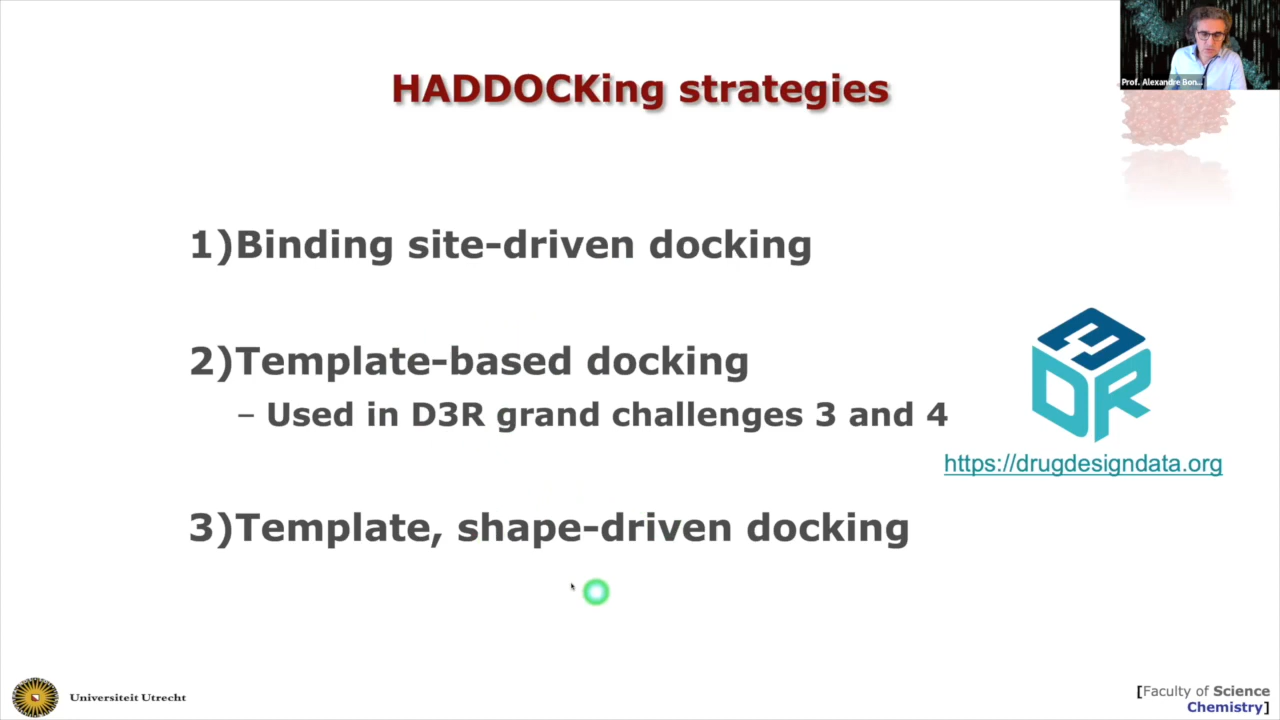 Prof. Alexandre Bon...
HADDOCKing strategies
1)Binding site-driven docking
2)Template-based docking
– Used in D3R grand challenges 3 and 4
D3R
https://drugdesigndata.org
3)Template, shape-driven docking
Universiteit Utrecht
[Faculty of Science
Chemistry]